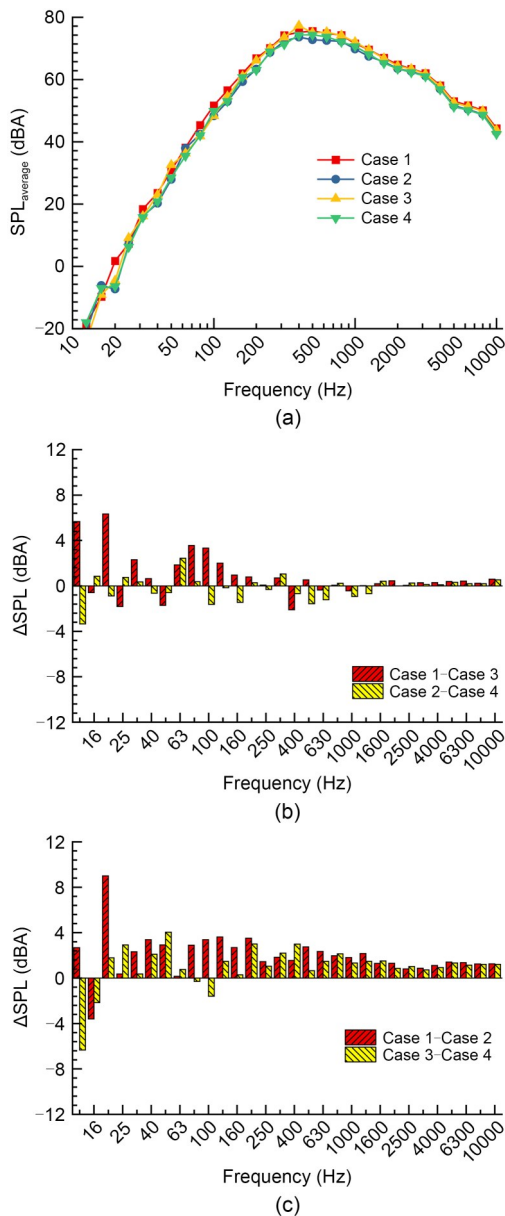 80
60
40
20
0
−20
SPLaverage (dBA)
Case 1
Case 2
Case 3
Case 4
10 20 50 100 200 500 1000 2000 5000 10000
Frequency (Hz)
(a)
12
8
4
0
−4
−8
−12
ΔSPL (dBA)
Case 1−Case 3
Case 2−Case 4
16 25 40 63 100 160 250 400 630 1000 1600 2500 4000 6300 10000
Frequency (Hz)
(b)
12
8
4
0
−4
−8
−12
ΔSPL (dBA)
Case 1−Case 2
Case 3−Case 4
16 25 40 63 100 160 250 400 630 1000 1600 2500 4000 6300 10000
Frequency (Hz)
(c)